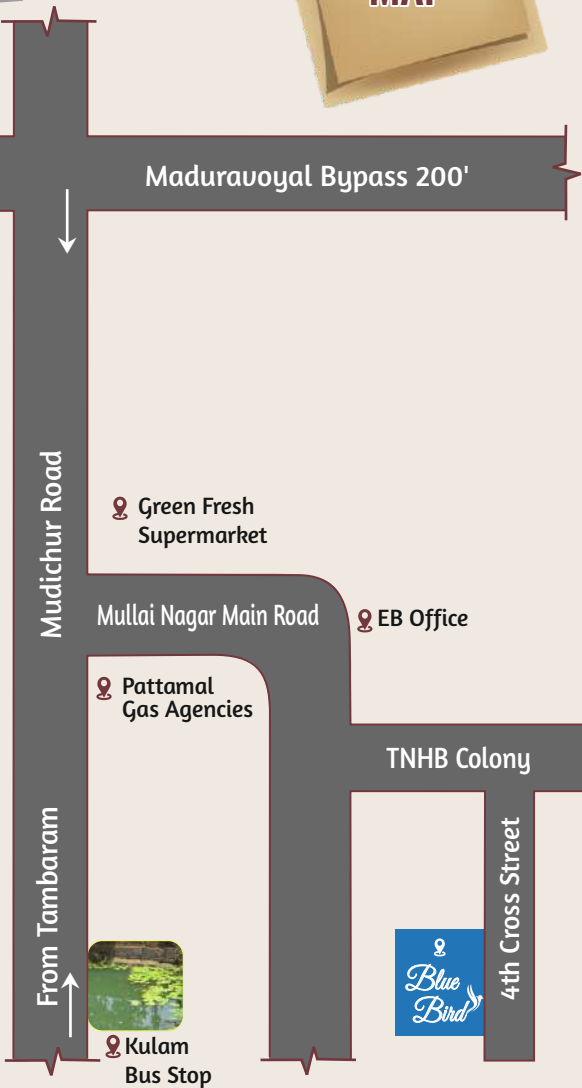 MAP
Maduravoyal Bypass 200'
Mudichur Road
Green Fresh
Supermarket
Mullai Nagar Main Road
EB Office
Pattamal
Gas Agencies
TNHB Colony
From Tambaram
4th Cross Street
Blue
Bird
Kulam
Bus Stop